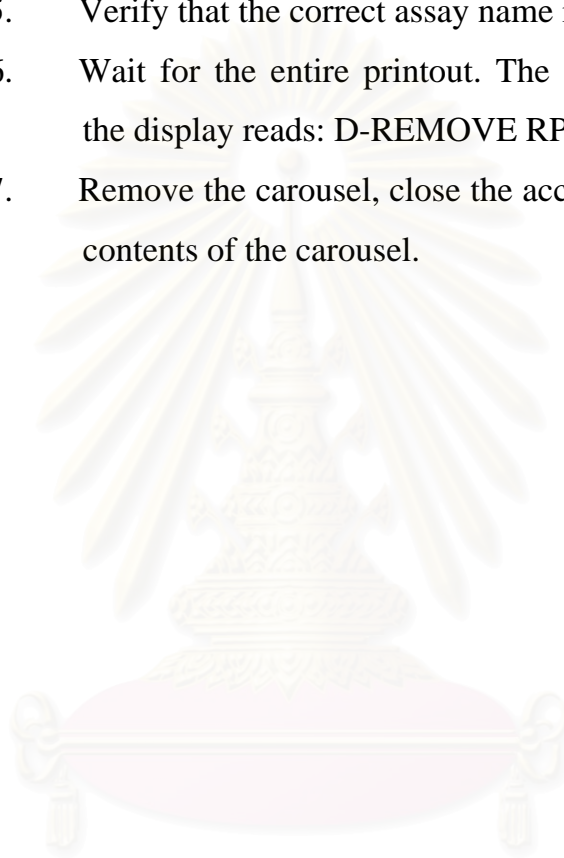 Verify that the correct assay name
Wait for the entire printout. The
the display reads: D-REMOVE RP
Remove the carousel, close the acc
contents of the carousel.